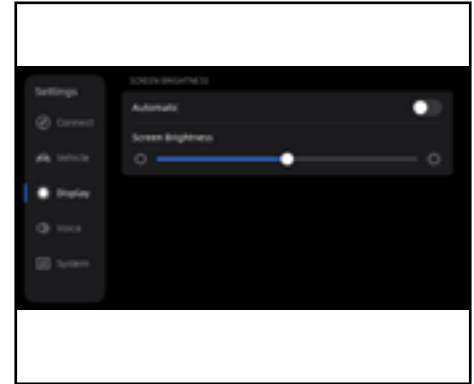 SCREEN BRIGHTNESS
Settings
Automatic
Connect
Screen Brightness
Vehicle
Display
Voice
System